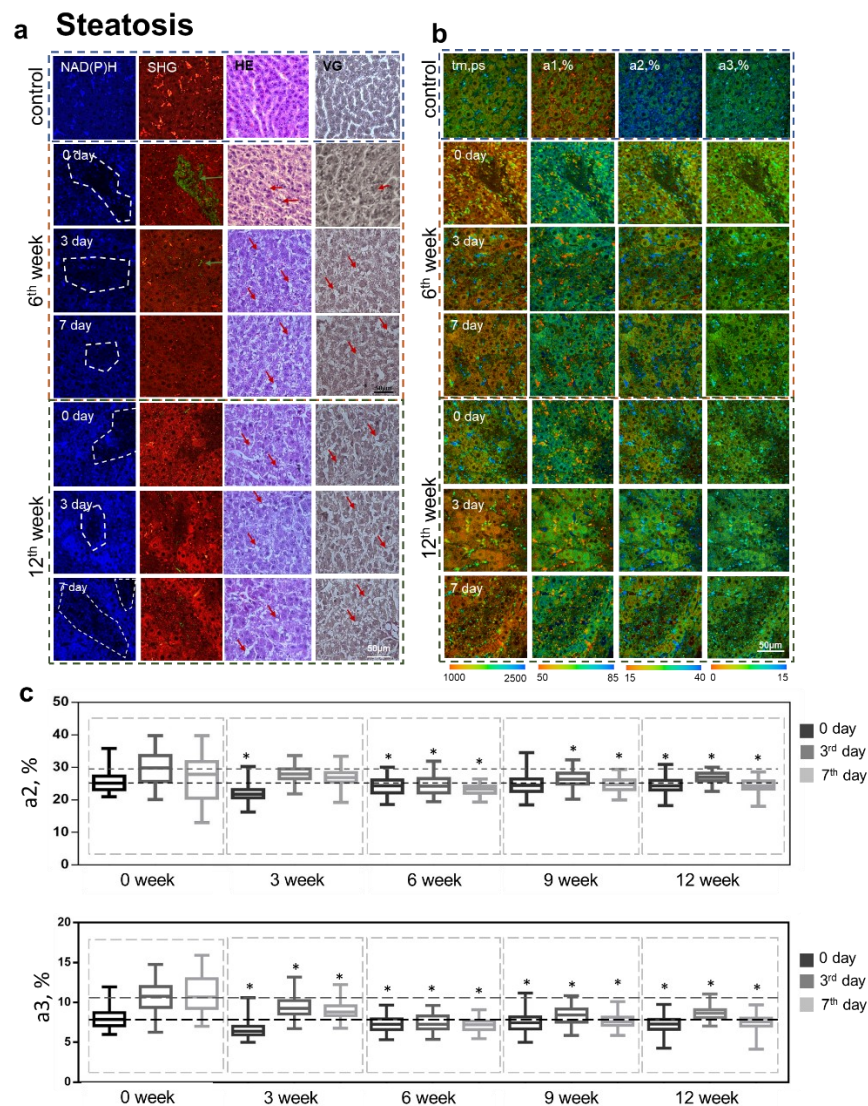 a Steatosis
b
NAD(P)H SHG HE VG
tm,ps a1,% a2,% a3,%
control
control
0 day
0 day
3 day
3 day
6th week
6th week
7 day
7 day
50μm
0 day
0 day
3 day
3 day
12th week
12th week
7 day
7 day
50μm
50μm
1000 2500 50 85 15 40 0 15
c
50
40
30
20
10
0
a2, %
* * * * * * * * *
0 week 3 week 6 week 9 week 12 week
0 day
3rd day
7th day
20
15
10
5
0
a3, %
* * * * * * * * * * * *
0 week 3 week 6 week 9 week 12 week
0 day
3rd day
7th day